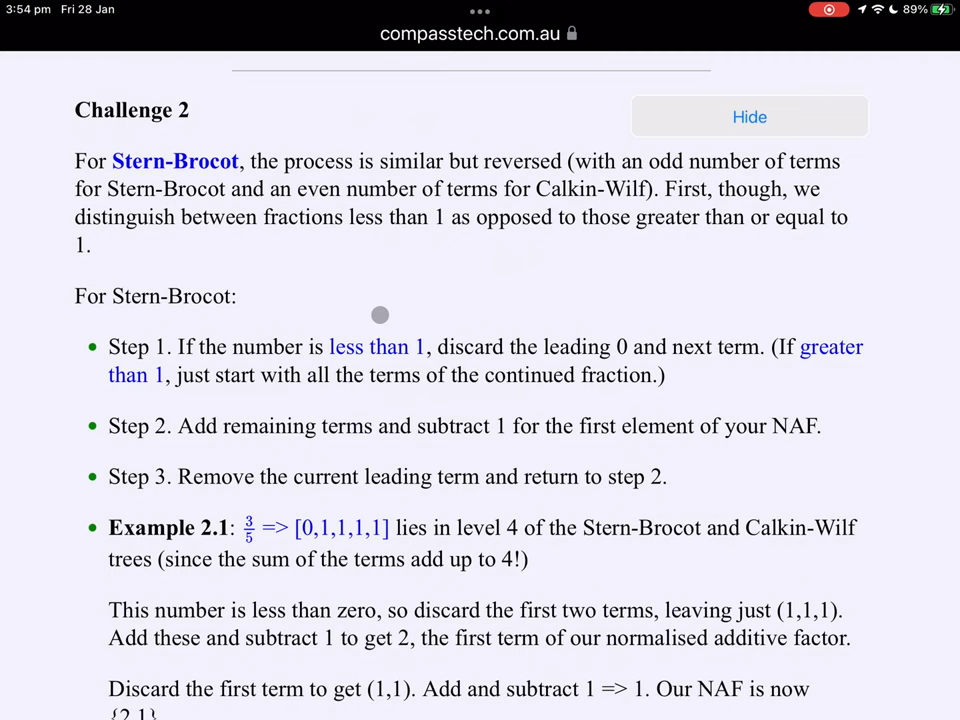 3:54 pm Fri 28 Jan
89%
compasstech.com.au
Challenge 2
Hide
For Stern-Brocot, the process is similar but reversed (with an odd number of terms
for Stern-Brocot and an even number of terms for Calkin-Wilf). First, though, we
distinguish between fractions less than 1 as opposed to those greater than or equal to
1.
For Stern-Brocot:
Step 1. If the number is less than 1, discard the leading 0 and next term. (If greater
than 1, just start with all the terms of the continued fraction.)
Step 2. Add remaining terms and subtract 1 for the first element of your NAF.
Step 3. Remove the current leading term and return to step 2.
Example 2.1: 3/5 => [0,1,1,1,1] lies in level 4 of the Stern-Brocot and Calkin-Wilf
trees (since the sum of the terms add up to 4!)
This number is less than zero, so discard the first two terms, leaving just (1,1,1).
Add these and subtract 1 to get 2, the first term of our normalised additive factor.
Discard the first term to get (1,1). Add and subtract 1 => 1. Our NAF is now
{2,1}